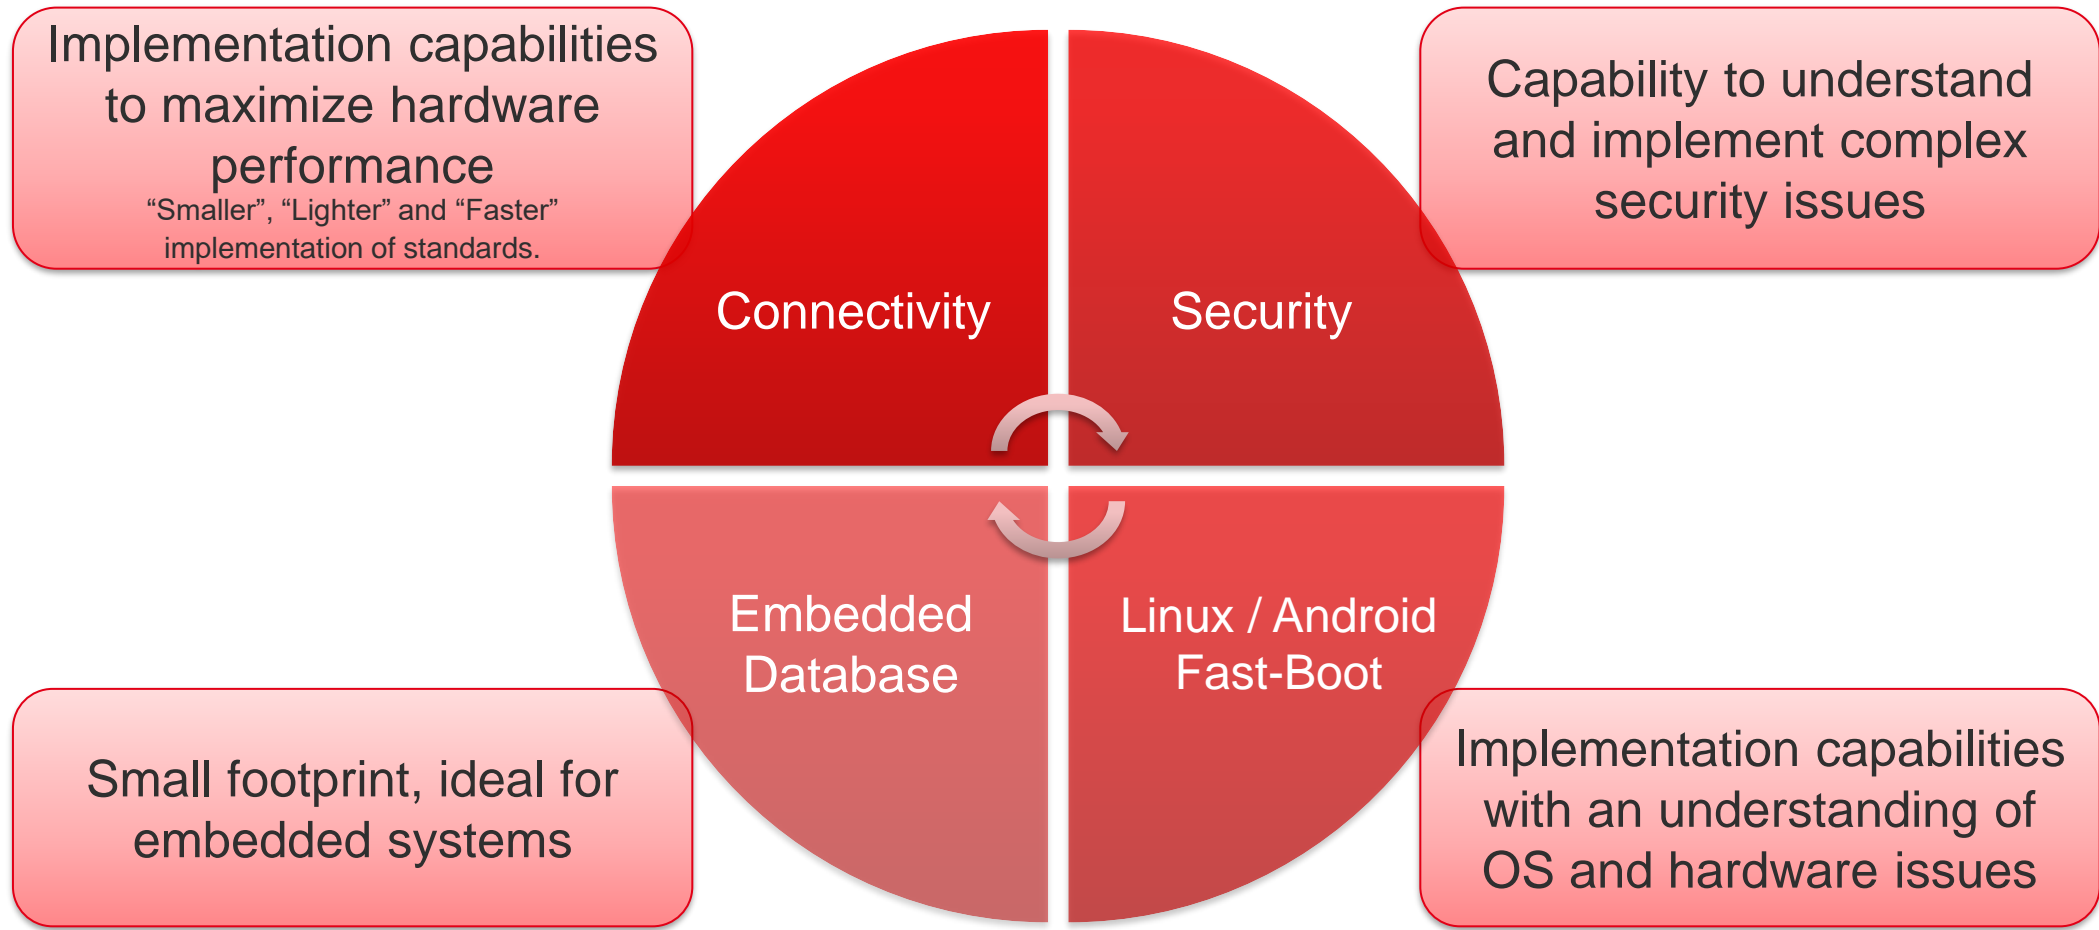 Implementation capabilities
to maximize hardware
performance
“Smaller”, “Lighter” and “Faster”
implementation of standards.
Capability to understand
and implement complex
security issues
Connectivity
Security
Embedded
Database
Linux / Android
Fast-Boot
Small footprint, ideal for
embedded systems
Implementation capabilities
with an understanding of
OS and hardware issues